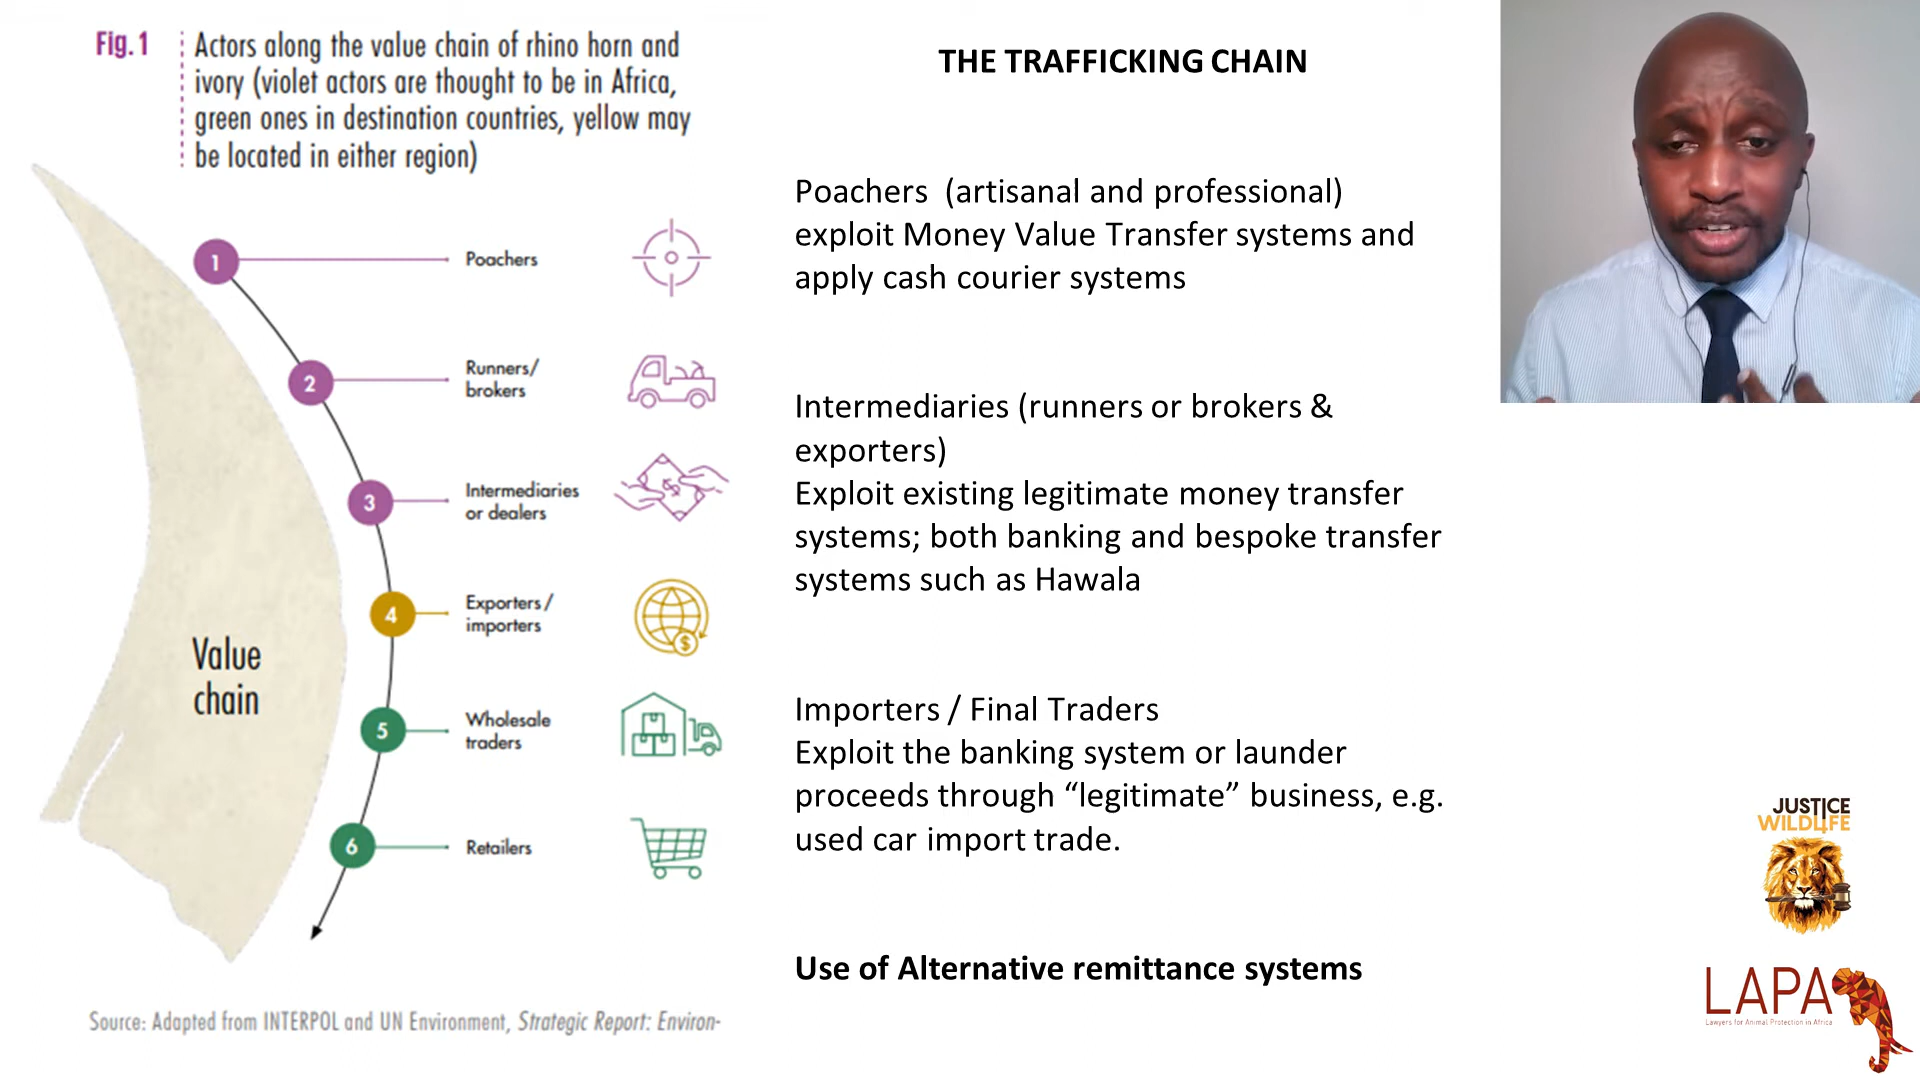 Fig. 1
Actors along the value chain of rhino horn and
ivory (violet actors are thought to be in Africa,
green ones in destination countries, yellow may
be located in either region)
1
Poachers
2
Runners/
brokers
3
Intermediaries
or dealers
4
Exporters/
importers
5
Wholesale
traders
6
Retailers
Value
chain
Source: Adapted from INTERPOL and UN Environment, Strategic Report: Environ-
THE TRAFFICKING CHAIN
Poachers (artisanal and professional)
exploit Money Value Transfer systems and
apply cash courier systems
Intermediaries (runners or brokers &
exporters)
Exploit existing legitimate money transfer
systems; both banking and bespoke transfer
systems such as Hawala
Importers / Final Traders
Exploit the banking system or launder
proceeds through “legitimate” business, e.g.
used car import trade.
Use of Alternative remittance systems
JUSTICE
WILDLIFE
LAPA
Lawyers for Animal Protection in Africa